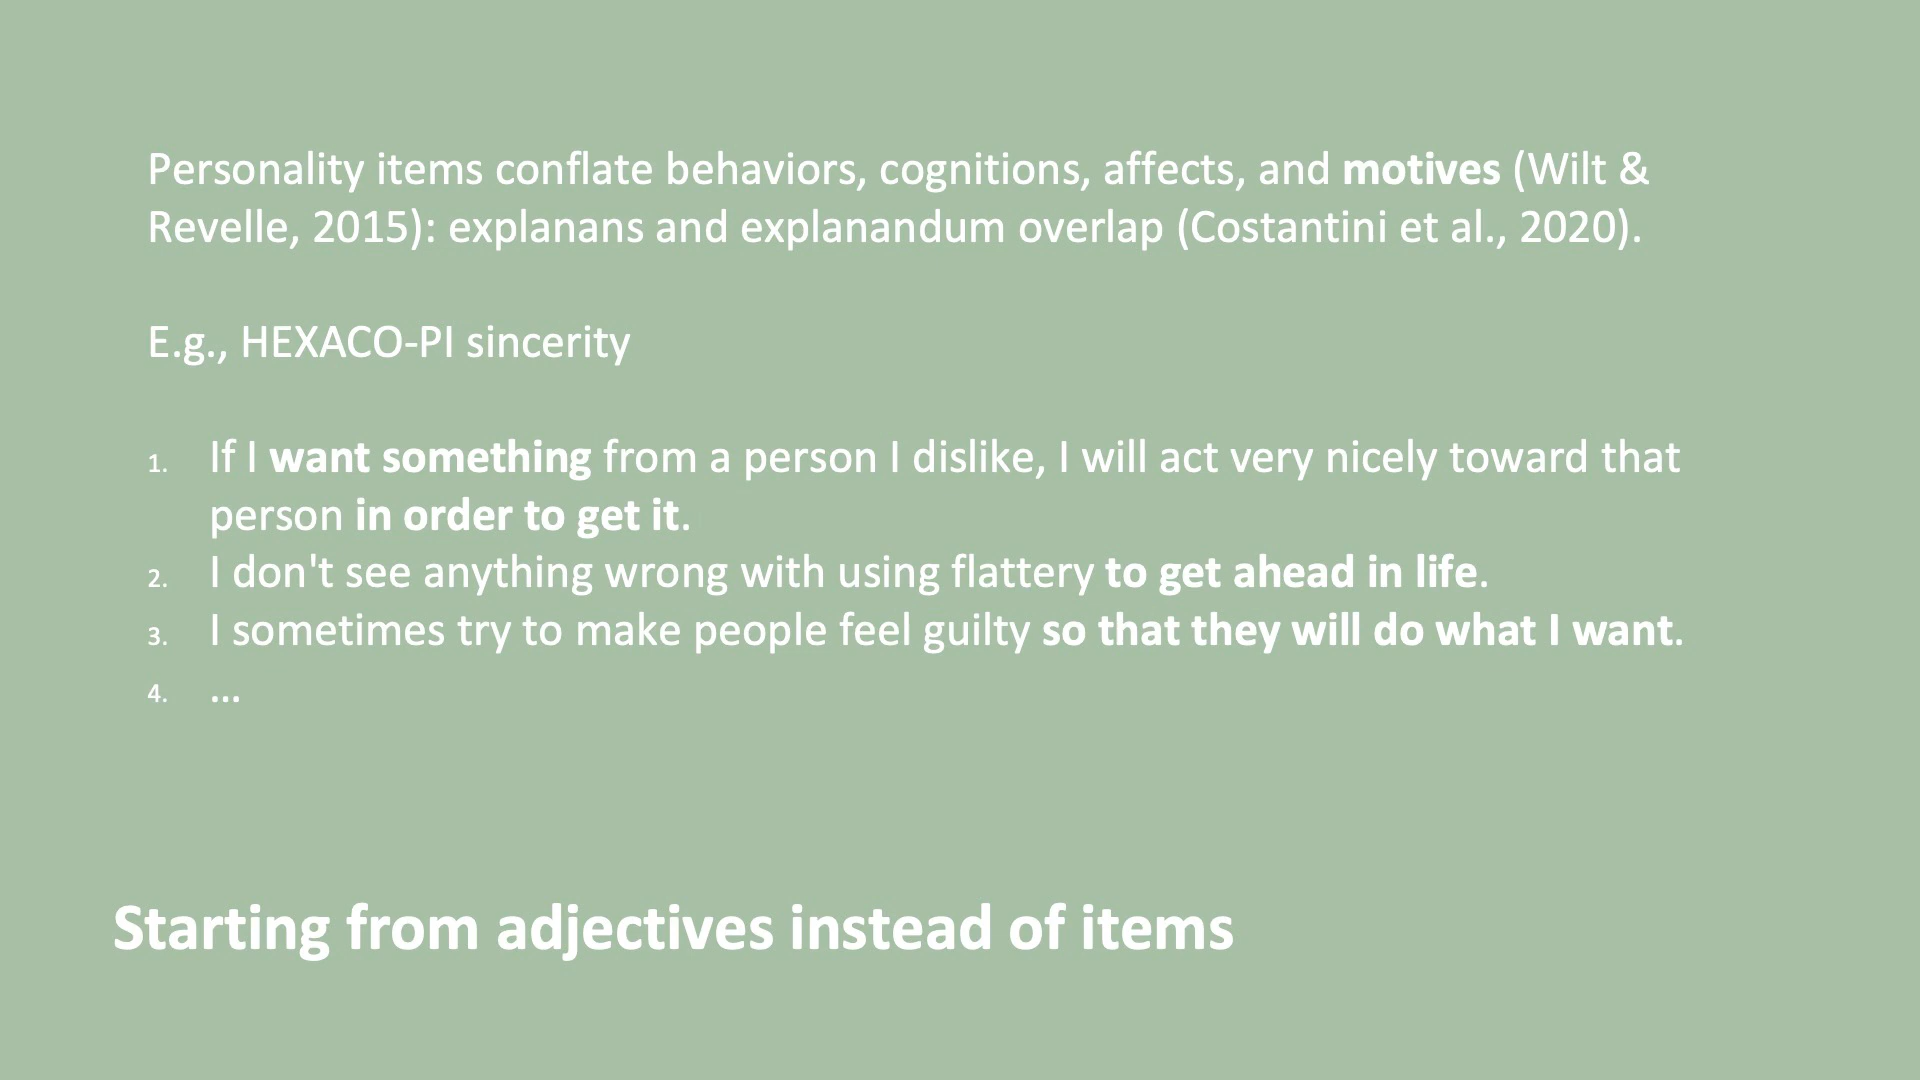 Personality items conflate behaviors, cognitions, affects, and motives (Wilt &
Revelle, 2015): explanans and explanandum overlap (Costantini et al., 2020).
E.g., HEXACO-PI sincerity
1. If I want something from a person I dislike, I will act very nicely toward that
person in order to get it.
2. I don't see anything wrong with using flattery to get ahead in life.
3. I sometimes try to make people feel guilty so that they will do what I want.
4. ...
Starting from adjectives instead of items